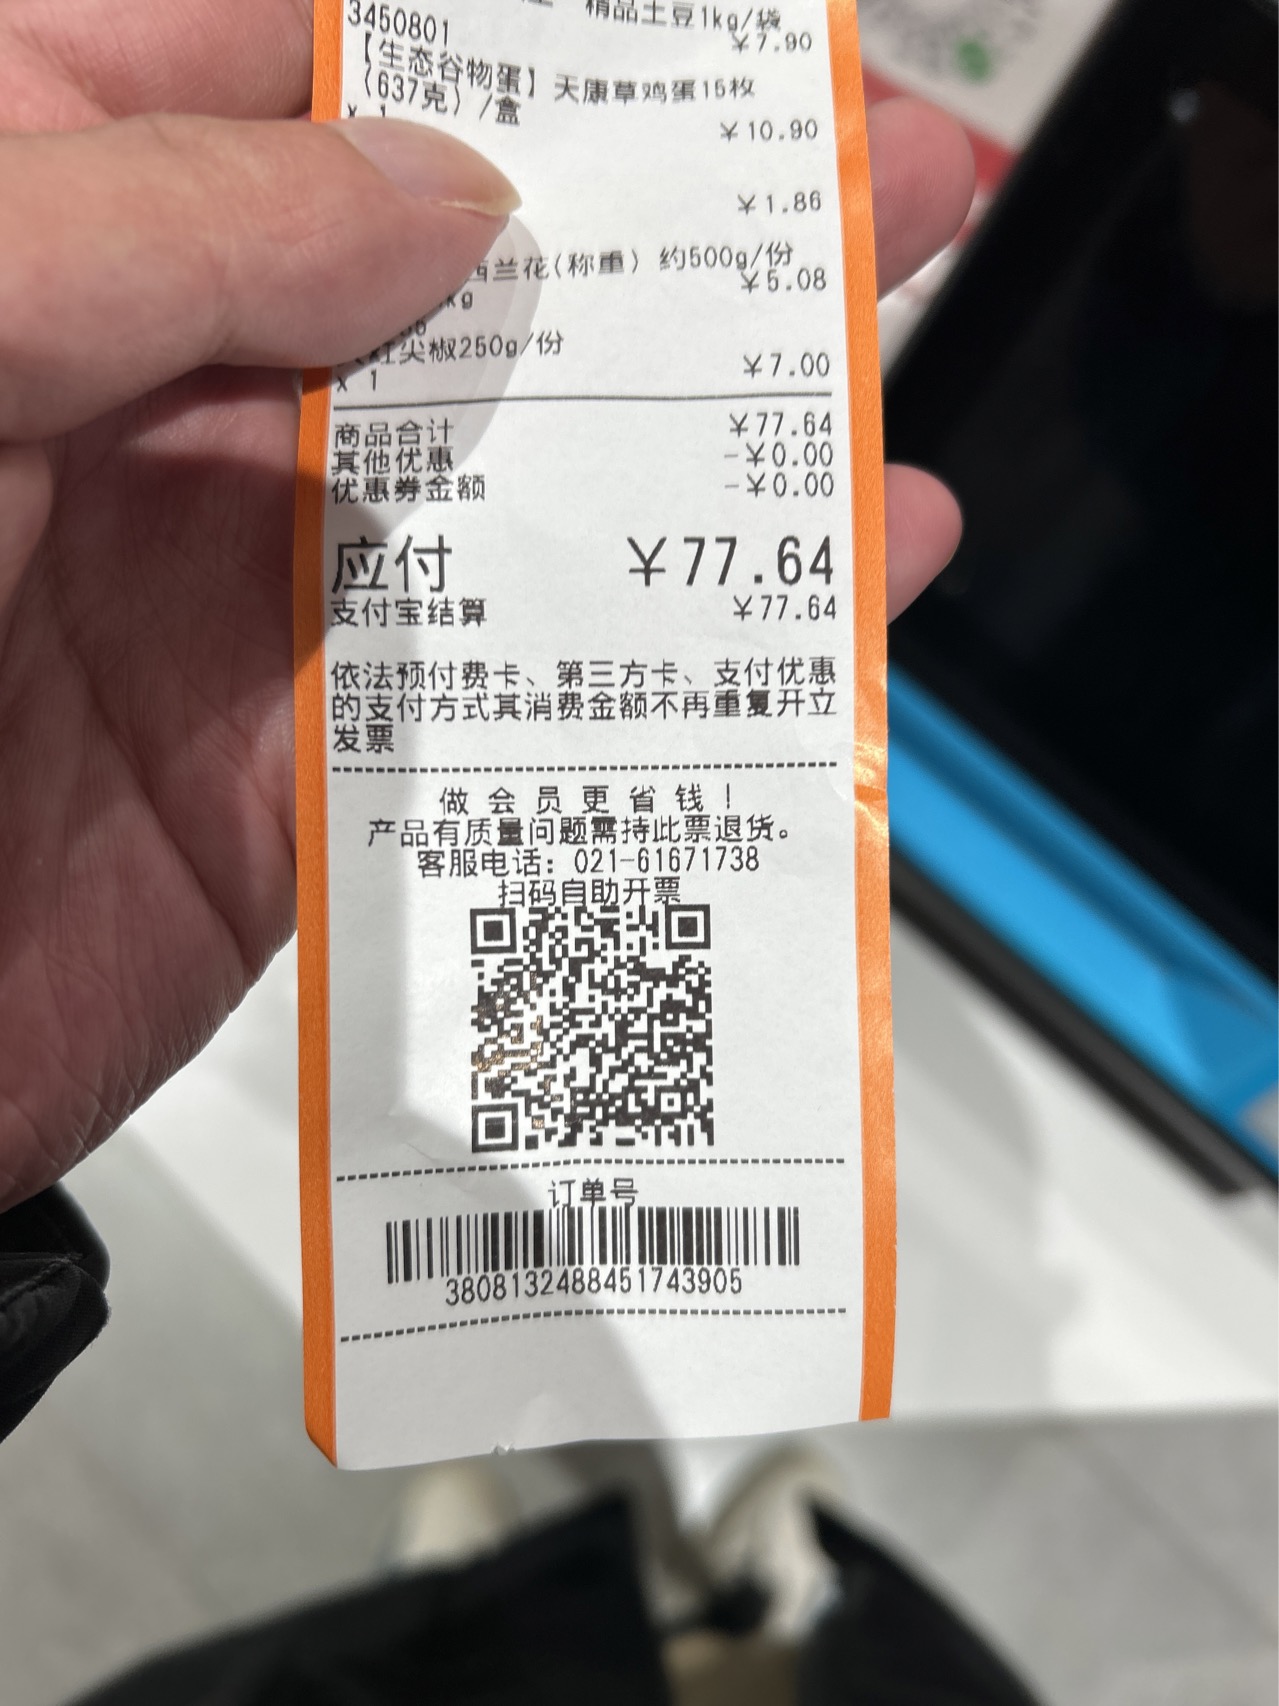 精品土豆1kg/袋
3450801
￥7.90
【生态谷物蛋】天康草鸡蛋15枚
(637克)/盒
x 1
￥10.90
￥1.86
西兰花(称重) 约500g/份
￥5.08
kg
红尖椒250g/份
￥7.00
x 1
商品合计 ￥77.64
其他优惠 -￥0.00
优惠券金额 -￥0.00
应付 ￥77.64
支付宝结算 ￥77.64
依法预付费卡、第三方卡、支付优惠
的支付方式其消费金额不再重复开立
发票
做会员更省钱!
产品有质量问题需持此票退货。
客服电话: 021-61671738
扫码自助开票
订单号
3808132488451743905